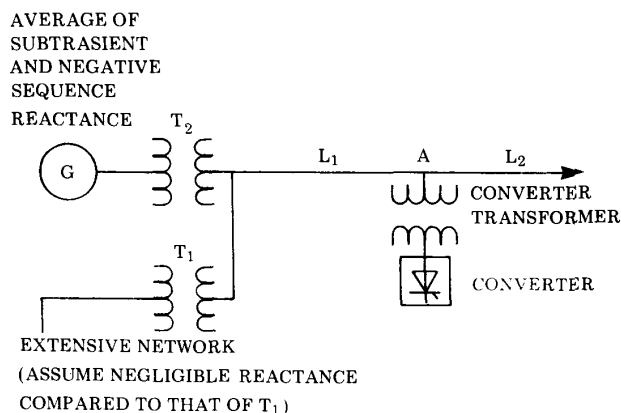 AVERAGE OF
SUBTRASIENT
AND NEGATIVE
SEQUENCE
REACTANCE
T2
G
L1
A
L2
CONVERTER
TRANSFORMER
T1
CONVERTER
EXTENSIVE NETWORK
(ASSUME NEGLIGIBLE REACTANCE
COMPARED TO THAT OF T1)